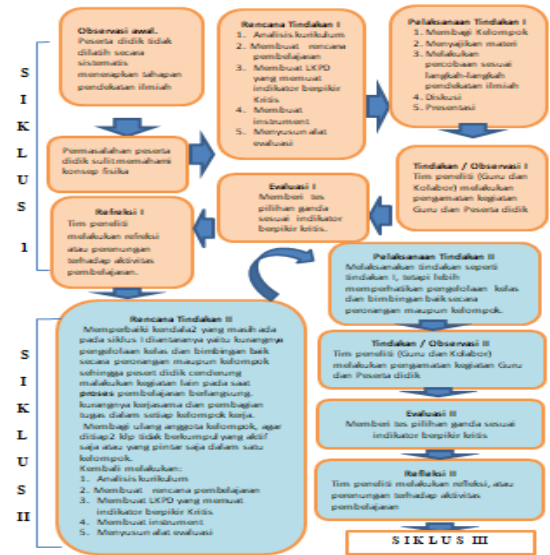 SIKLUS 1
Observasi awal.
Peserta didik tidak
dilatih secara
sistematis
menerapkan tahapan
pendekatan ilmiah
Permasalahan peserta
didik sulit memahami
konsep fisika
Rencana Tindakan I
1. Analisis kurikulum
2. Membuat rencana
pembelajaran
3. Membuat LKPD
yang memuat
indikator berpikir
Kritis
4. Membuat
instrument
5. Menyusun alat
evaluasi
Pelaksanaan Tindakan I
1. Membagi Kelompok
2. Menyajikan materi
3. Melakukan
percobaan sesuai
langkah-langkah
pendekatan ilmiah
4. Diskusi
5. Presentasi
Tindakan / Observasi I
Tim peneliti (Guru dan
Kolabor) melakukan
pengamatan kegiatan
Guru dan Peserta didik
Evaluasi I
Memberi tes
pillihan ganda
sesuai indikator
berpikir kritis.
Refreksi I
Tim peneliti
melakukan refreksi
atau perenungan
terhadap aktivitas
pembelajaran.
SIKLUS II
Rencana Tindakan II
Memperbaiki kendala2 yang masih ada
pada siklus I diantaranya yaitu kurangnya
pengelolaan kelas dan bimbingan baik
secara perorangan maupun kelompok
sehingga pesert didik cenderung
malakukan kegiatan lain pada saat
proses pembelajaran berlangsung,
kurangnya kerjasama dan pembagian
tugas dalam setiap kelompok kerja.
Membagi ulang anggota kelompok, agar
ditiap2 klp tidak berkumpul yang aktif
saja atau yang pintar saja dalam satu
kelompok.
Kembali melakukan:
1. Analisis kurikulum
2. Membuat rencana pembelajaran
3. Membuat LKPD yang memuat
indikator berpikir Kritis
4. Membuat instrument
5. Menyusun alat evaluasi
Pelaksanaan Tindakan II
Melaksanakan tindakan seperti
tindakan I, tetapi lebih
memperhatikan pengelolaan kelas
dan bimbingan baik secara
perorangan maupun kelompok.
Tindakan / Observasi II
Tim peneliti (Guru dan Kolabor)
melakukan pengamatan kegiatan Guru
dan Peserta didik
Evaluasi II
Memberi tes pillihan ganda sesuai
indikator berpikir kritis
Refleksi II
Tim peneliti melakukan refleksi, atau
perenungan terhadap aktivitas
pembelajaran
SIKLUS III